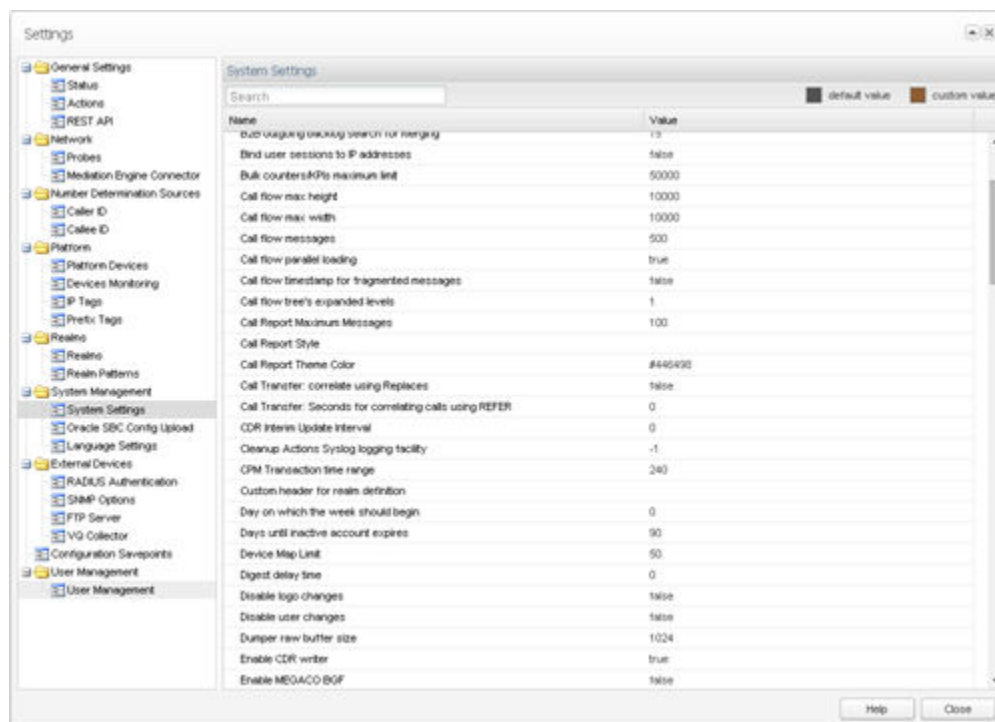 Settings
General Settings
Status
Actions
REST API
Network
Probes
Mediation Engine Connector
Number Determination Sources
Caller ID
Callee ID
Platform
Platform Devices
Devices Monitoring
IP Tags
Prefix Tags
Realms
Realms
Realm Patterns
System Management
System Settings
Oracle SBC Config Upload
Language Settings
External Devices
RADIUS Authentication
SNMP Options
FTP Server
VQ Collector
Configuration Savepoints
User Management
User Management
System Settings
Search
default value custom value
Name Value
B2B outgoing backlog search for merging 15
Bind user sessions to IP addresses false
Bulk counters/KPIs maximum limit 50000
Call flow max height 10000
Call flow max width 10000
Call flow messages 500
Call flow parallel loading true
Call flow timestamp for fragmented messages false
Call flow tree's expanded levels 1
Call Report Maximum Messages 100
Call Report Style
Call Report Theme Color #446498
Call Transfer: correlate using Replaces false
Call Transfer: Seconds for correlating calls using REFER 0
CDR Interim Update Interval 0
Cleanup Actions Syslog logging facility -1
CPM Transaction time range 240
Custom header for realm definition
Day on which the week should begin 0
Days until inactive account expires 90
Device Map Limit 50
Digest delay time 0
Disable logo changes false
Disable user changes false
Dumper raw buffer size 1024
Enable CDR writer true
Enable MEGACO BGF false
Help Close